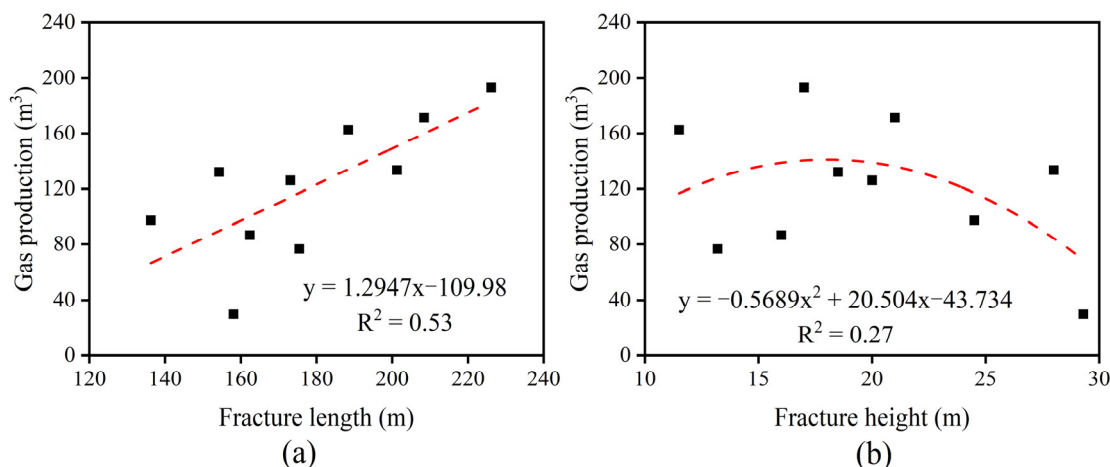 240
200
160
120
80
40
0
Gas production (m³)
120 140 160 180 200 220 240
Fracture length (m)
y = 1.2947x−109.98
R² = 0.53
(a)
240
200
160
120
80
40
0
Gas production (m³)
10 15 20 25 30
Fracture height (m)
y = −0.5689x² + 20.504x−43.734
R² = 0.27
(b)